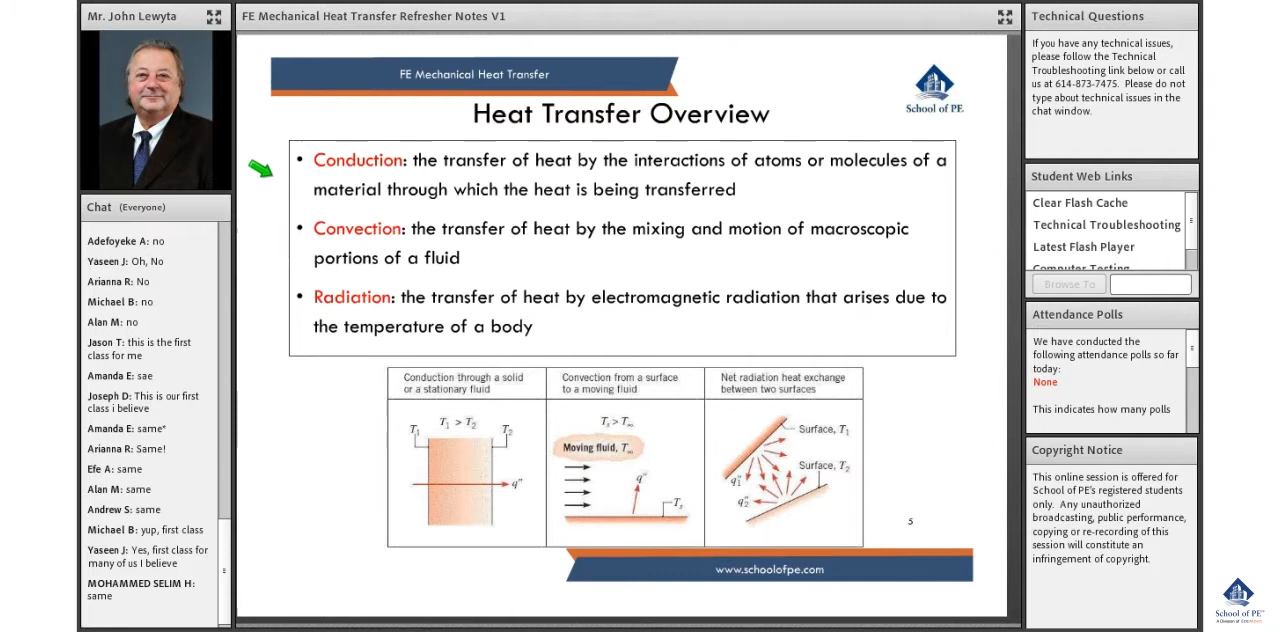 Mr. John Lewyta
Chat (Everyone)
Adefoyeke A: no
Yaseen J: Oh, No
Arianna R: No
Michael B: no
Alan M: no
Jason T: this is the first
class for me
Amanda E: sae
Joseph D: This is our first
class i believe
Amanda E: same*
Arianna R: Same!
Efe A: same
Alan M: same
Andrew S: same
Michael B: yup, first class
Yaseen J: Yes, first class for
many of us I believe
MOHAMMED SELIM H:
same
FE Mechanical Heat Transfer Refresher Notes V1
FE Mechanical Heat Transfer
School of PE
Heat Transfer Overview
• Conduction: the transfer of heat by the interactions of atoms or molecules of a
material through which the heat is being transferred
• Convection: the transfer of heat by the mixing and motion of macroscopic
portions of a fluid
• Radiation: the transfer of heat by electromagnetic radiation that arises due to
the temperature of a body
Conduction through a solid
or a stationary fluid
T₁ > T₂
T₁
T₂
q"
Convection from a surface
to a moving fluid
Tₛ > T∞
Moving fluid, T∞
q"
Tₛ
Net radiation heat exchange
between two surfaces
Surface, T₁
Surface, T₂
q"₁
q"₂
5
www.schoolofpe.com
Technical Questions
If you have any technical issues,
please follow the Technical
Troubleshooting link below or call
us at 614-873-7475. Please do not
type about technical issues in the
chat window.
Student Web Links
Clear Flash Cache
Technical Troubleshooting
Latest Flash Player
Computer Testing
Browse To
Attendance Polls
We have conducted the
following attendance polls so far
today:
None
This indicates how many polls
Copyright Notice
This online session is offered for
School of PE's registered students
only. Any unauthorized
broadcasting, public performance,
copying or re-recording of this
session will constitute an
infringement of copyright.
School of PE™
A Division of EduMind